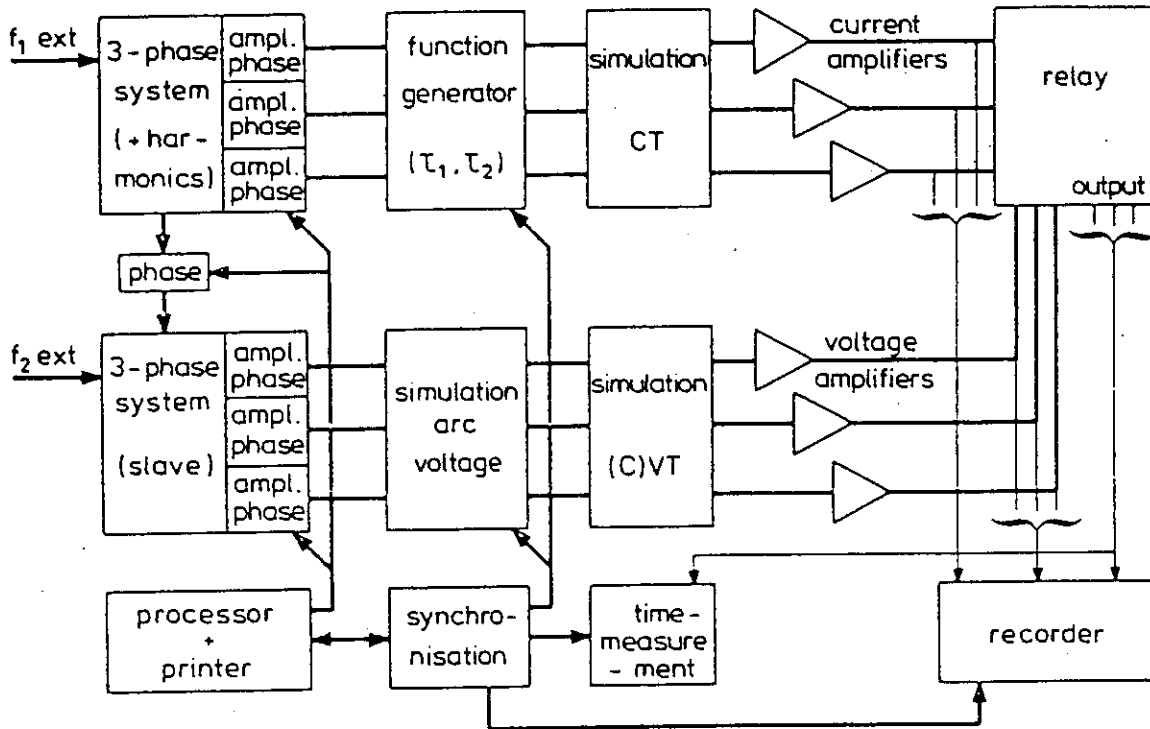 f₁ ext
3-phase
system
(+ har-
monics)
ampl.
phase
ampl.
phase
ampl.
phase
function
generator
(τ₁, τ₂)
simulation
CT
current
amplifiers
relay
output
phase
f₂ ext
3-phase
system
(slave)
ampl.
phase
ampl.
phase
ampl.
phase
simulation
arc
voltage
simulation
(C)VT
voltage
amplifiers
processor
+
printer
synchro-
nisation
time-
measure
- ment
recorder